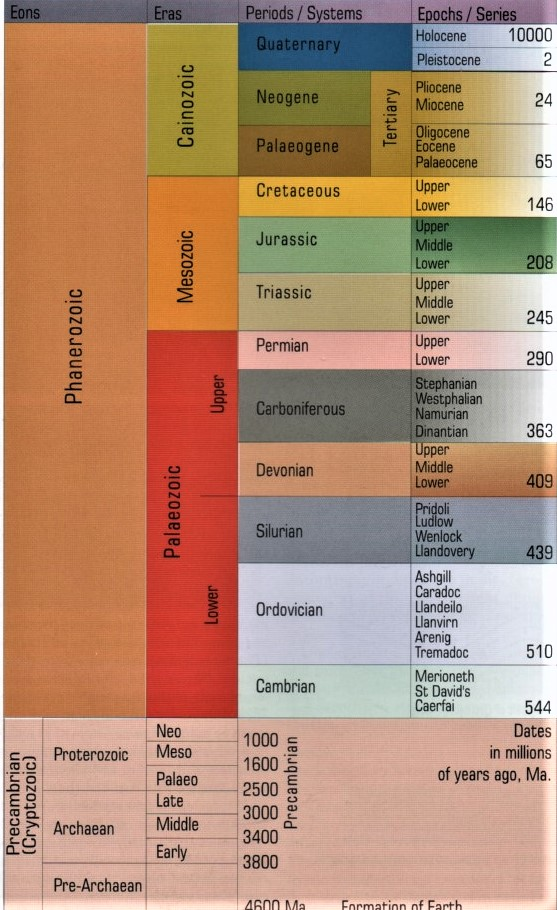 Eons Eras Periods / Systems Epochs / Series
Phanerozoic
Cainozoic
Quaternary
Holocene 10000
Pleistocene 2
Neogene
Tertiary
Pliocene
Miocene 24
Palaeogene
Oligocene
Eocene
Palaeocene 65
Mesozoic
Cretaceous
Upper
Lower 146
Jurassic
Upper
Middle
Lower 208
Triassic
Upper
Middle
Lower 245
Palaeozoic
Upper
Permian
Upper
Lower 290
Carboniferous
Stephanian
Westphalian
Namurian
Dinantian 363
Devonian
Upper
Middle
Lower 409
Lower
Silurian
Pridoli
Ludlow
Wenlock
Llandovery 439
Ordovician
Ashgill
Caradoc
Llandeilo
Llanvirn
Arenig
Tremadoc 510
Cambrian
Merioneth
St David's
Caerfai 544
Precambrian
(Cryptozoic)
Proterozoic
Neo
1000
Meso
1600
Palaeo
2500
Archaean
Late
3000
Middle
3400
Early
3800
Pre-Archaean
Precambrian
Dates
in millions
of years ago, Ma.
4600 Ma Formation of Earth